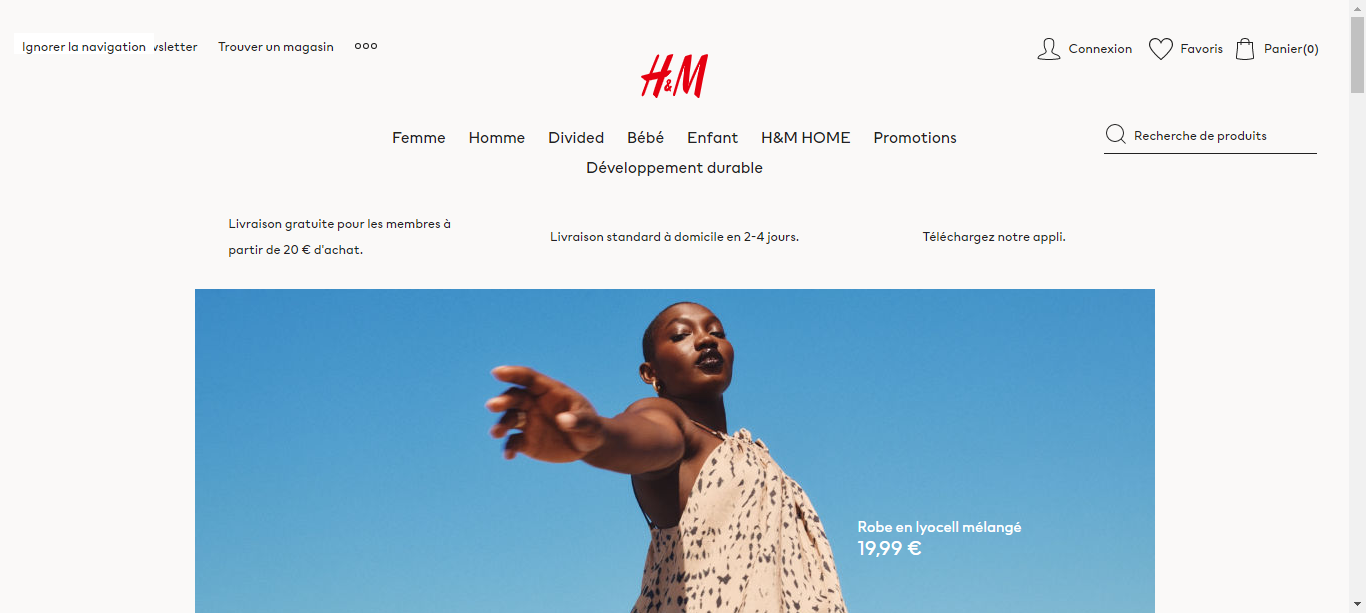 Ignorer la navigation
Trouver un magasin
Connexion
Favoris
Panier(0)
H&M
Femme
Homme
Divided
Bébé
Enfant
H&M HOME
Promotions
Développement durable
Recherche de produits
Livraison gratuite pour les membres à
partir de 20 € d'achat.
Livraison standard à domicile en 2-4 jours.
Téléchargez notre appli.
Robe en lyocell mélangé
19,99 €